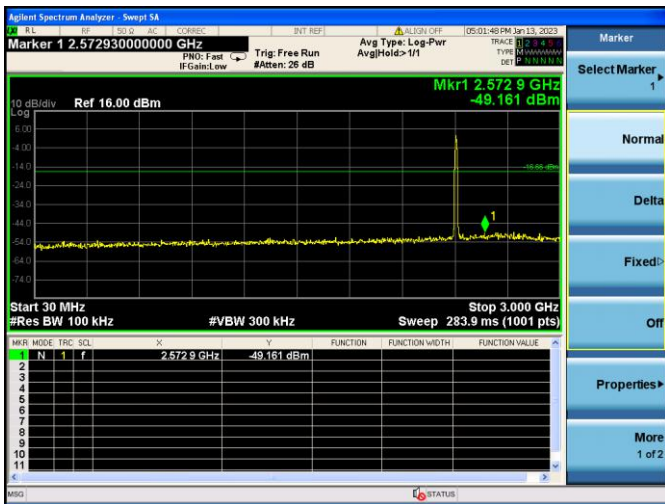 Agilent Spectrum Analyzer - Swept SA
RL RF 50 Ω AC CORREC INT REF ALIGN OFF 05:01:48 PM Jan 13, 2023
Marker 1 2.572930000000 GHz
PNO: Fast
IFGain:Low
Trig: Free Run
#Atten: 26 dB
Avg Type: Log-Pwr
Avg|Hold:>1/1
TRACE 1 2 3 4 5 6
TYPE M W W W W W
DET P N N N N N
Marker
Select Marker
1
Normal
Delta
Fixed
Off
Properties
More
1 of 2
Mkr1 2.572 9 GHz
-49.161 dBm
10 dB/div Ref 16.00 dBm
Log
6.00
-4.00
-14.0
-24.0
-34.0
-44.0
-54.0
-64.0
-74.0
1
Start 30 MHz Stop 3.000 GHz
#Res BW 100 kHz #VBW 300 kHz Sweep 283.9 ms (1001 pts)
MKR MODE TRC SCL X Y FUNCTION FUNCTION WIDTH FUNCTION VALUE
1 N 1 f 2.572 9 GHz -49.161 dBm
2
3
4
5
6
7
8
9
10
11
MSG STATUS